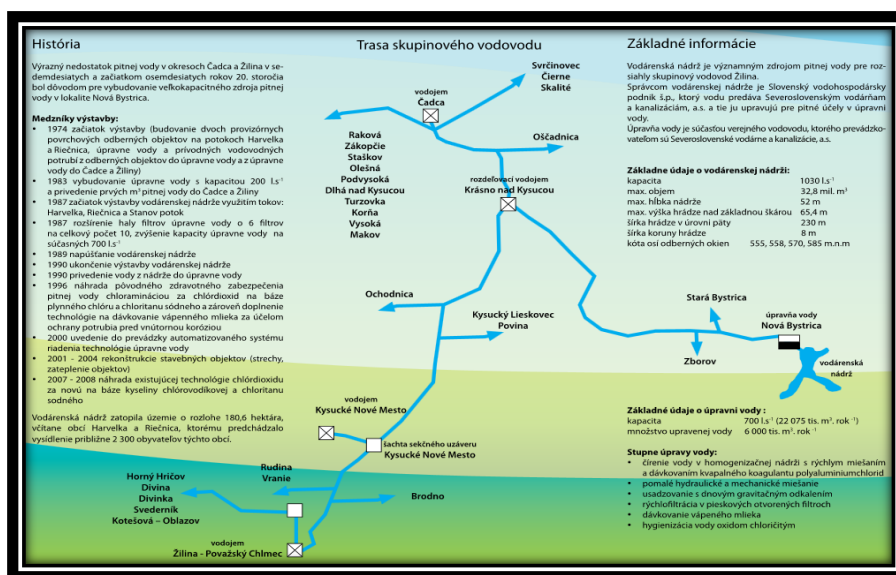 História
Výrazný nedostatok pitnej vody v okresoch Čadca a Žilina v se-
demdesiatych a začiatkom osemdesiatych rokov 20. storočia
bol dôvodom pre vybudovanie veľkokapacitného zdroja pitnej
vody v lokalite Nová Bystrica.
Medzníky výstavby:
• 1974 začiatok výstavby (budovanie dvoch provizórnych
povrchových odberných objektov na potokoch Harvelka
a Riečnica, úpravne vody a prívodných vodovodných
potrubí z odberných objektov do úpravne vody a z úpravne
vody do Čadce a Žiliny)
• 1983 vybudovanie úpravne vody s kapacitou 200 l.s⁻¹
a privedenie prvých m³ pitnej vody do Čadce a Žiliny
• 1987 začiatok výstavby vodárenskej nádrže využitím tokov:
Harvelka, Riečnica a Stanov potok
• 1987 rozšírenie haly filtrov úpravne vody o 6 filtrov
na celkový počet 10, zvýšenie kapacity úpravne vody na
súčasných 700 l.s⁻¹
• 1989 napúšťanie vodárenskej nádrže
• 1990 ukončenie výstavby vodárenskej nádrže
• 1990 privedenie vody z nádrže do úpravne vody
• 1996 náhrada pôvodného zdravotného zabezpečenia
pitnej vody chloramináciou za chlórdioxid na báze
plynného chlóru a chloritanu sódneho a zároveň doplnenie
technológie na dávkovanie vápenného mlieka za účelom
ochrany potrubia pred vnútornou koróziou
• 2000 uvedenie do prevádzky automatizovaného systému
riadenia technológie úpravne vody
• 2001 - 2004 rekonštrukcie stavebných objektov (strechy,
zateplenie objektov)
• 2007 - 2008 náhrada existujúcej technológie chlórdioxidu
za novú na báze kyseliny chlórovodíkovej a chloritanu
sodného
Vodárenská nádrž zatopila územie o rozlohe 180,6 hektára,
včítane obcí Harvelka a Riečnica, ktorému predchádzalo
vysídlenie približne 2 300 obyvateľov týchto obcí.
Trasa skupinového vodovodu
Svrčinovec
Čierne
Skalité
vodojem
Čadca
Raková
Zákopčie
Staškov
Olešná
Podvysoká
Dlhá nad Kysucou
Turzovka
Korňa
Vysoká
Makov
Oščadnica
rozdeľovací vodojem
Krásno nad Kysucou
Ochodnica
Kysucký Lieskovec
Povina
Stará Bystrica
úpravňa vody
Nová Bystrica
Zborov
vodárenská
nádrž
vodojem
Kysucké Nové Mesto
šachta sekčného uzáveru
Kysucké Nové Mesto
Rudina
Vranie
Brodno
Horný Hričov
Divina
Divinka
Svederník
Kotešová – Oblazov
vodojem
Žilina - Považský Chlmec
Základné informácie
Vodárenská nádrž je významným zdrojom pitnej vody pre roz-
siahly skupinový vodovod Žilina.
Správcom vodárenskej nádrže je Slovenský vodohospodársky
podnik š.p., ktorý vodu predáva Severoslovenským vodárňam
a kanalizáciám, a.s. a tie ju upravujú pre pitné účely v úpravni
vody.
Úpravňa vody je súčasťou verejného vodovodu, ktorého prevádzko-
vateľom sú Severoslovenské vodárne a kanalizácie, a.s.
Základné údaje o vodárenskej nádrži:
kapacita 1030 l.s⁻¹
max. objem 32,8 mil. m³
max. hĺbka nádrže 52 m
max. výška hrádze nad základnou škárou 65,4 m
šírka hrádze v úrovni päty 230 m
šírka koruny hrádze 8 m
kóta osí odberných okien 555, 558, 570, 585 m.n.m
Základné údaje o úpravni vody :
kapacita 700 l.s⁻¹ (22 075 tis. m³. rok ⁻¹)
množstvo upravenej vody 6 000 tis. m³. rok ⁻¹
Stupne úpravy vody:
• čírenie vody v homogenizačnej nádrži s rýchlym miešaním
a dávkovaním kvapalného koagulantu polyaluminiumchlorid
• pomalé hydraulické a mechanické miešanie
• usadzovanie s dnovým gravitačným odkalením
• rýchlofiltrácia v pieskových otvorených filtroch
• dávkovanie vápeného mlieka
• hygienizácia vody oxidom chloričitým